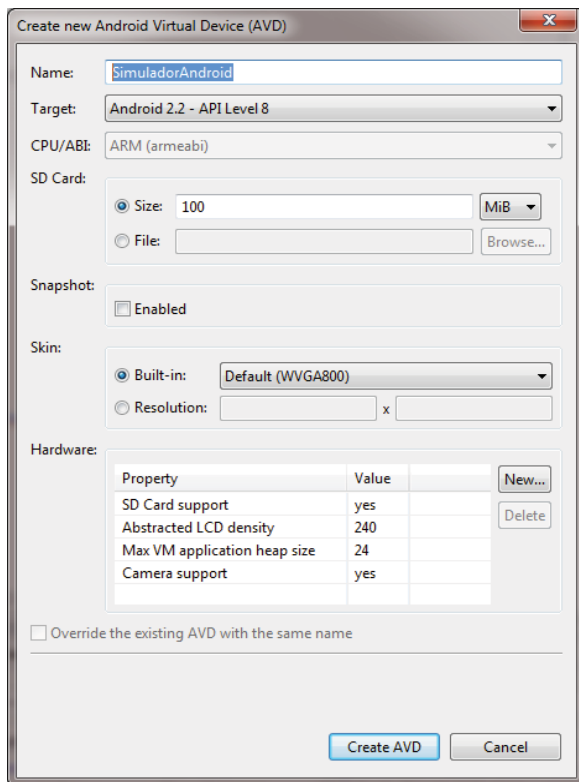 Create new Android Virtual Device (AVD)
Name: SimuladorAndroid
Target: Android 2.2 - API Level 8
CPU/ABI: ARM (armeabi)
SD Card:
Size: 100 MiB
File: Browse...
Snapshot:
Enabled
Skin:
Built-in: Default (WVGA800)
Resolution: x
Hardware:
Property Value New...
SD Card support yes
Delete
Abstracted LCD density 240
Max VM application heap size 24
Camera support yes
Override the existing AVD with the same name
Create AVD Cancel